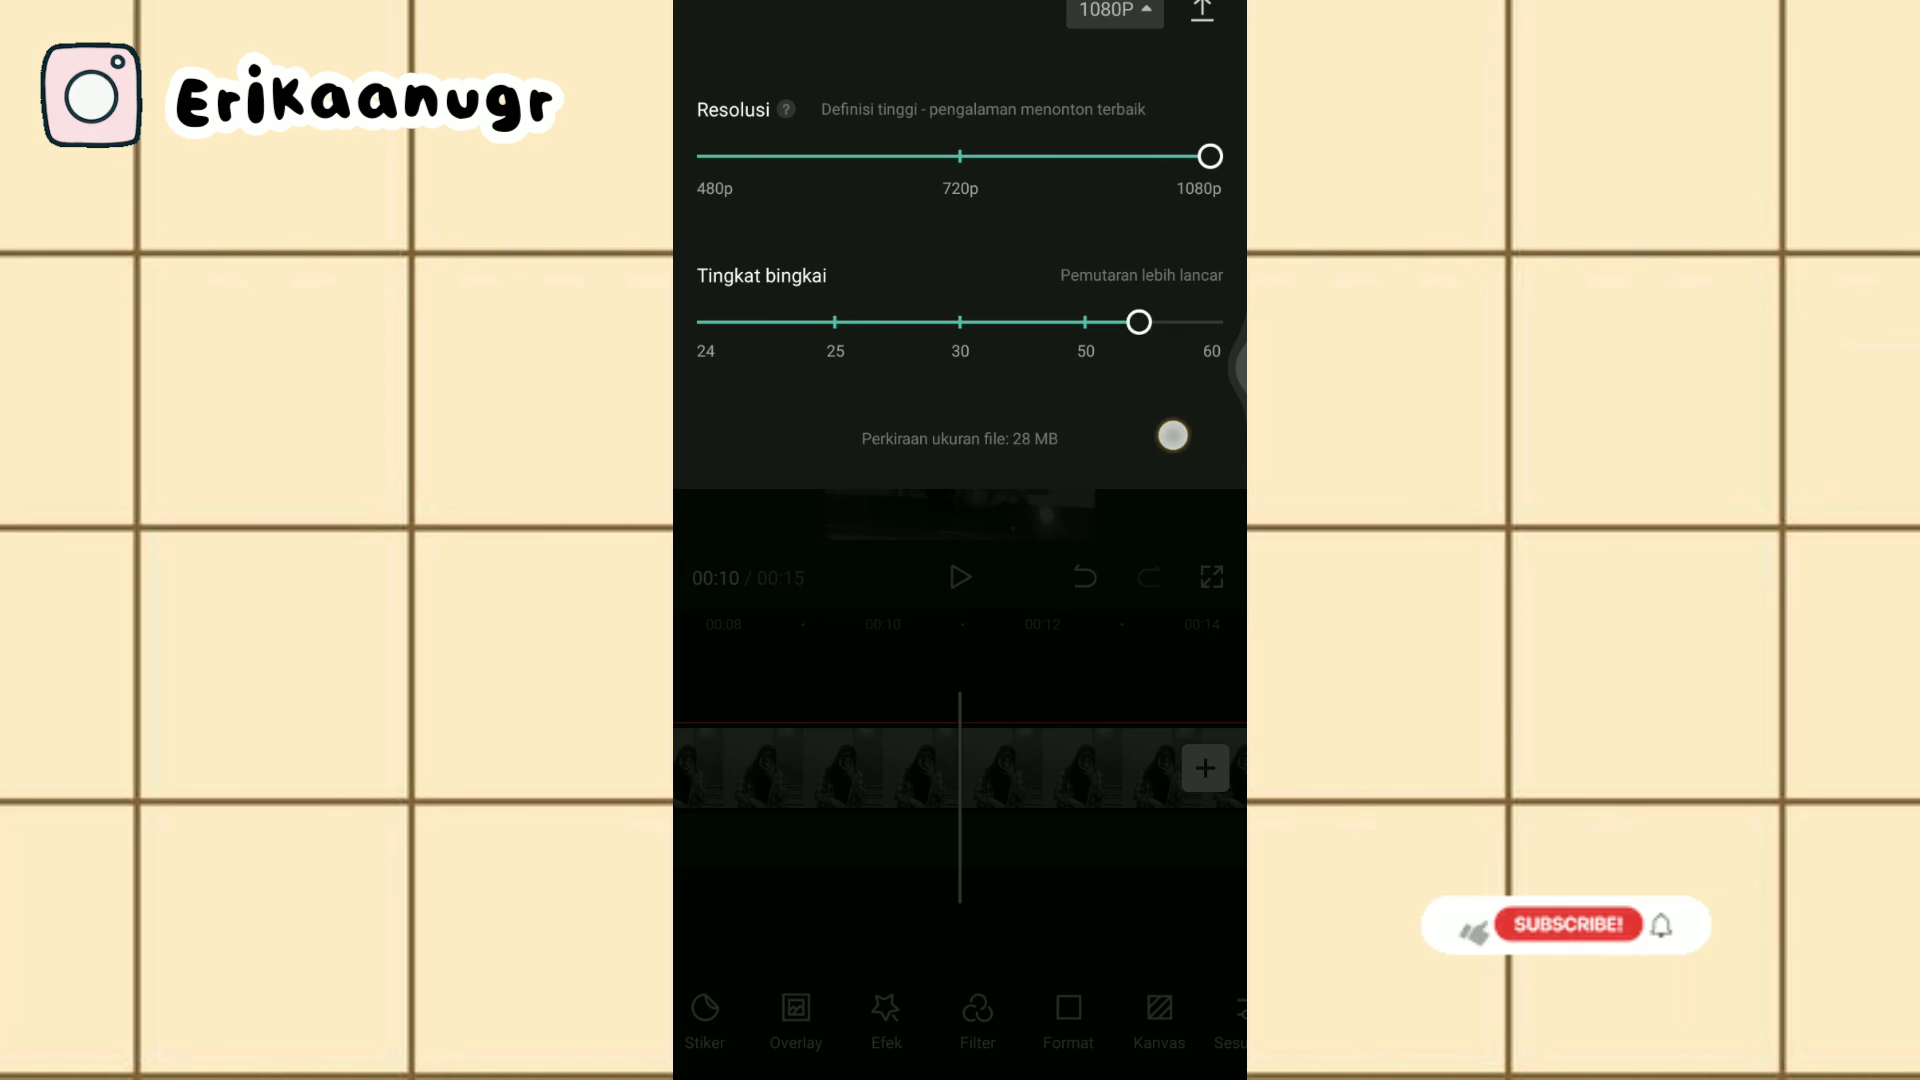 Erikaanugr
1080P
Resolusi ? Definisi tinggi - pengalaman menonton terbaik
480p 720p 1080p
Tingkat bingkai Pemutaran lebih lancar
24 25 30 50 60
Perkiraan ukuran file: 28 MB
00:10 / 00:15
00:08 00:10 00:12 00:14
SUBSCRIBE!
Stiker Overlay Efek Filter Format Kanvas Sesu